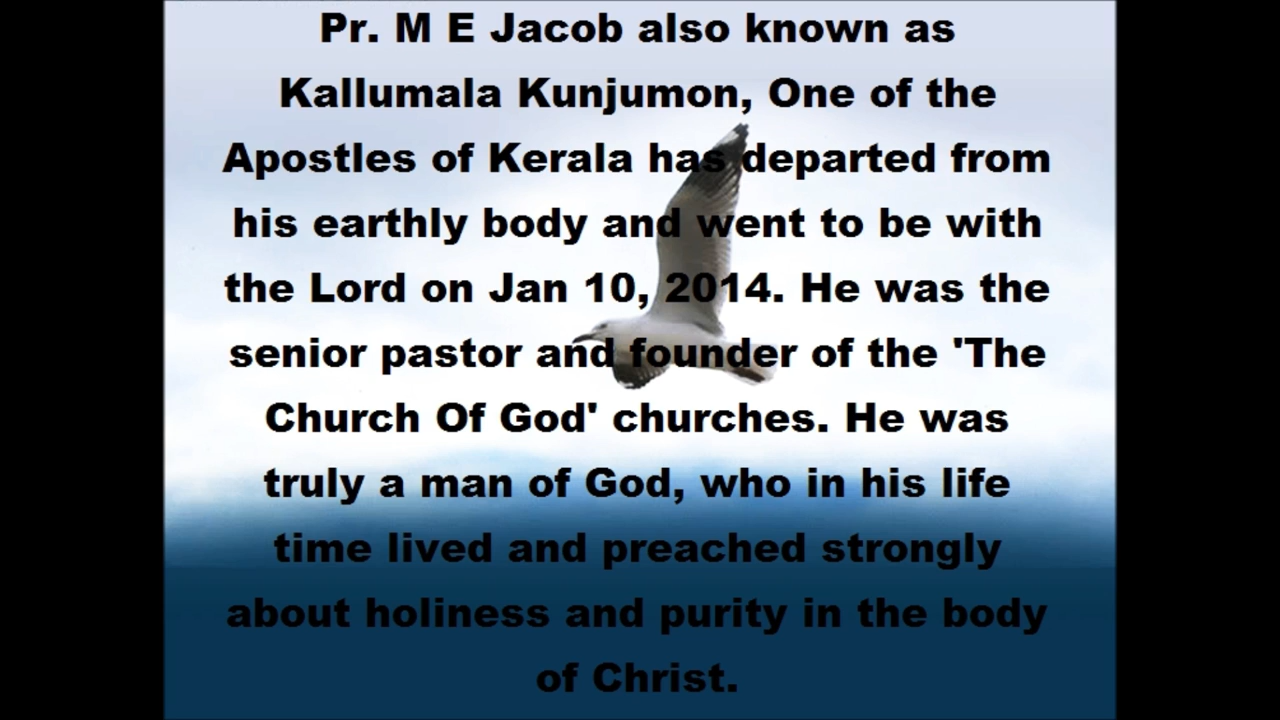 Pr. M E Jacob also known as
Kallumala Kunjumon, One of the
Apostles of Kerala has departed from
his earthly body and went to be with
the Lord on Jan 10, 2014. He was the
senior pastor and founder of the 'The
Church Of God' churches. He was
truly a man of God, who in his life
time lived and preached strongly
about holiness and purity in the body
of Christ.